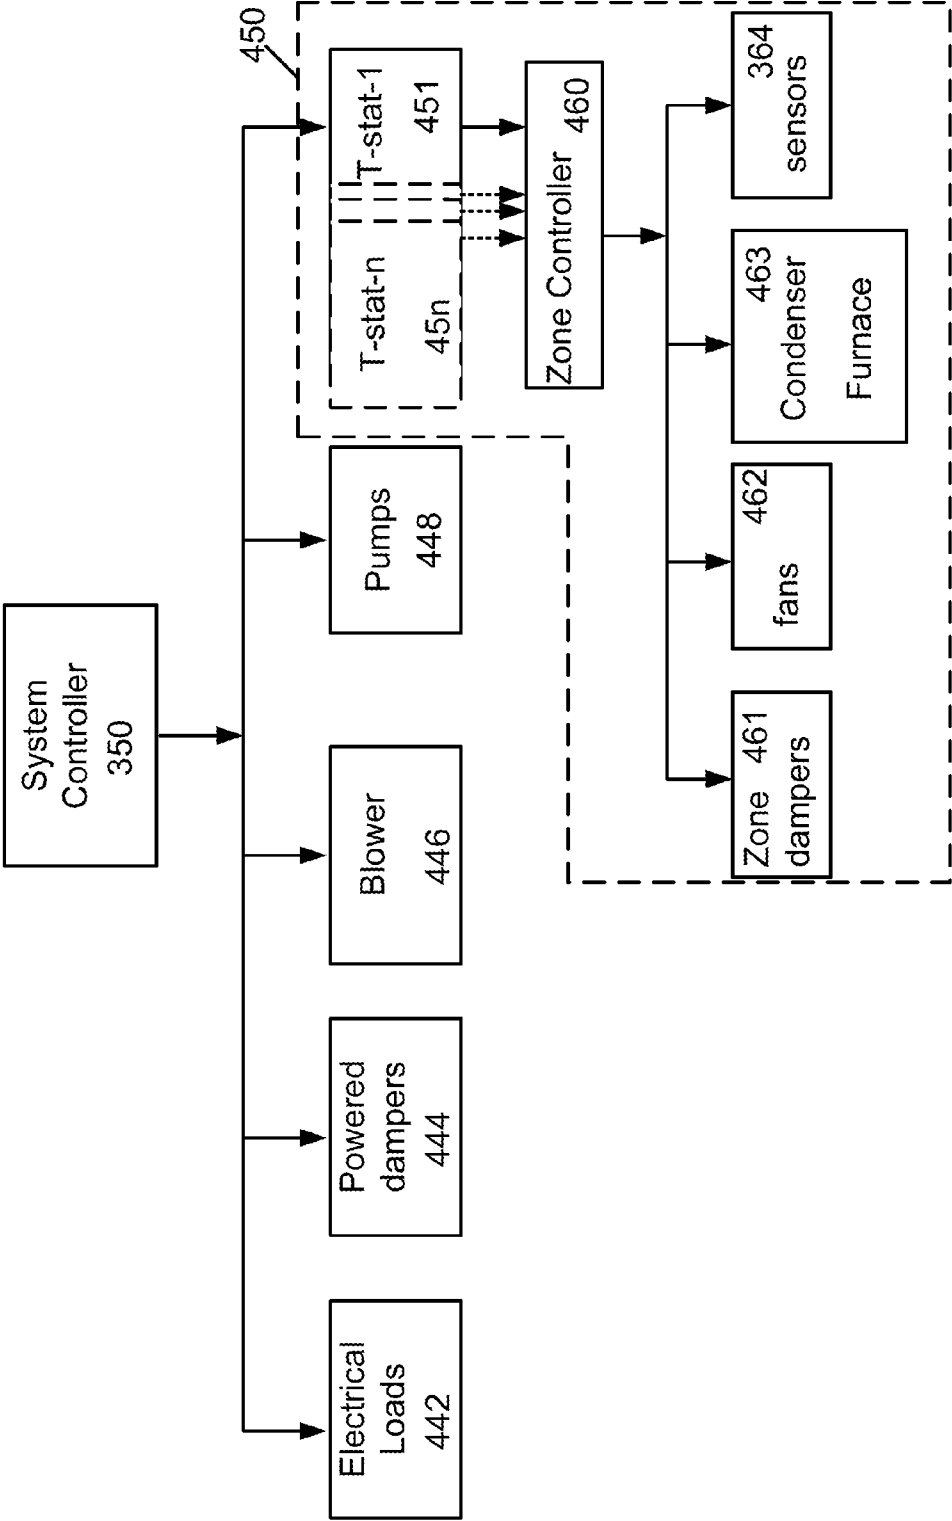 System
Controller
350
450
Electrical
Loads
442
Powered
dampers
444
Blower
446
Pumps
448
T-stat-n
45n
T-stat-1
451
Zone Controller 460
Zone 461
dampers
462
fans
463
Condenser
Furnace
364
sensors